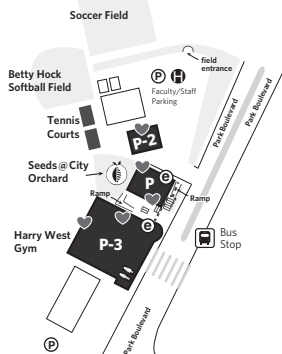 Soccer Field
field
entrance
P H
Faculty/Staff
Parking
Betty Hock
Softball Field
Park Boulevard
Park Boulevard
Tennis
Courts
P-2
Seeds@City
Orchard
P
e
Ramp
Ramp
e
Harry West
Gym
P-3
Bus
Stop
Park Boulevard
P